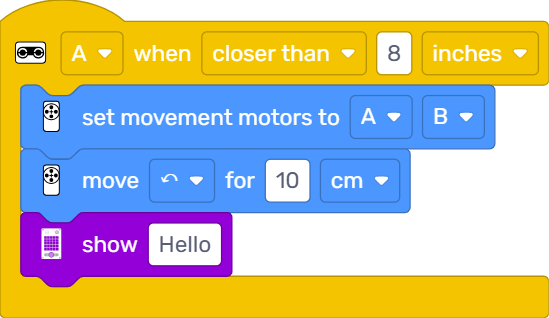 A when closer than 8 inches
set movement motors to A B
move for 10 cm
show Hello